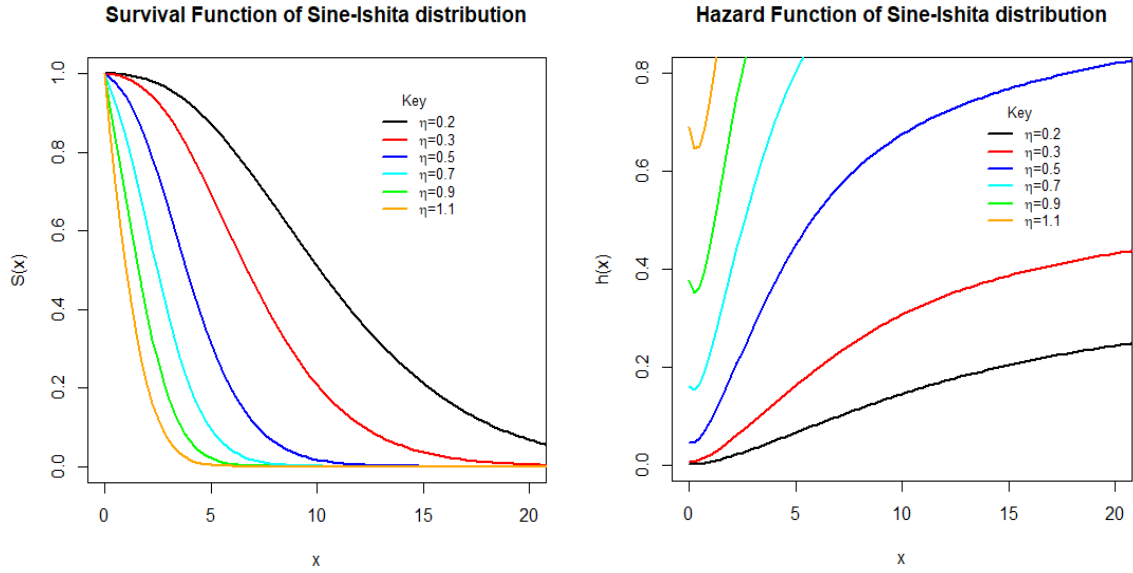 Survival Function of Sine-Ishita distribution
S(x)
1.0
0.8
0.6
0.4
0.2
0.0
Key
η=0.2
η=0.3
η=0.5
η=0.7
η=0.9
η=1.1
0 5 10 15 20
x
Hazard Function of Sine-Ishita distribution
h(x)
0.8
0.6
0.4
0.2
0.0
Key
η=0.2
η=0.3
η=0.5
η=0.7
η=0.9
η=1.1
0 5 10 15 20
x